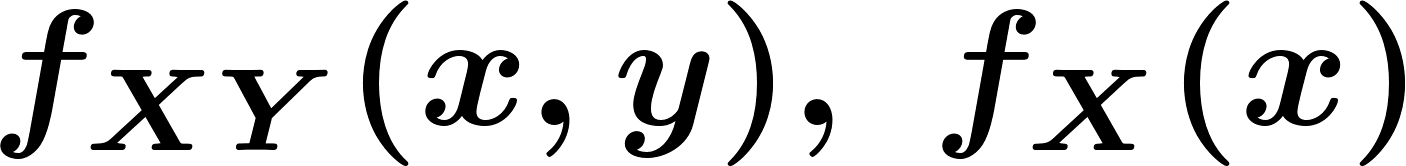 f_{XY}(x, y), f_X(x)